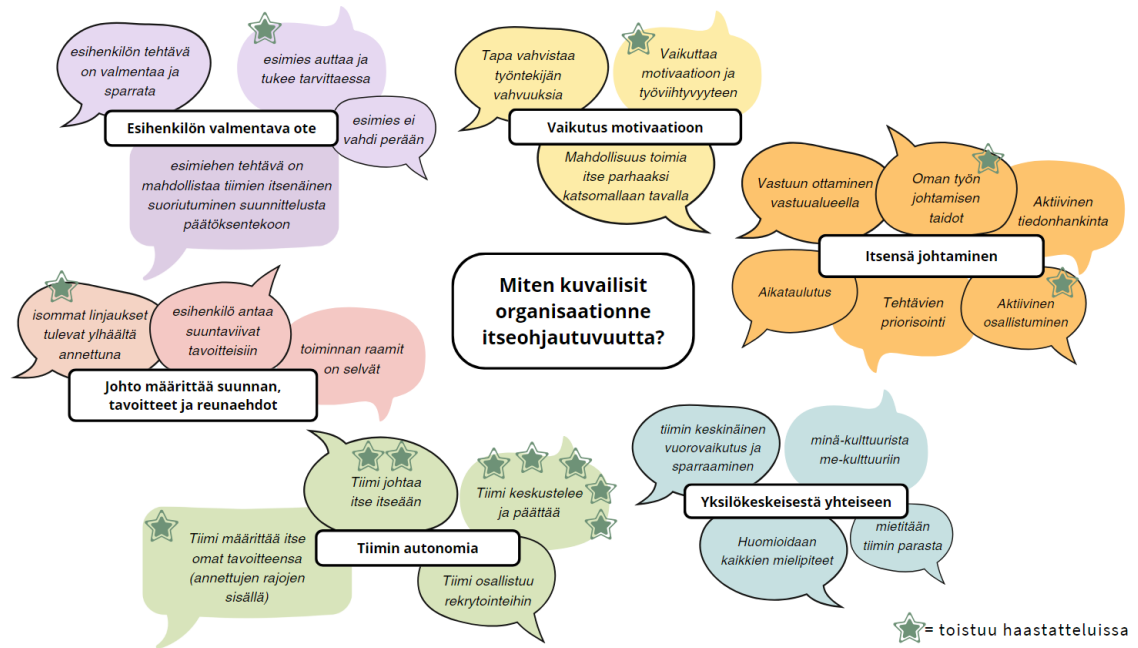 esihenkilön tehtävä
on valmentaa ja
sparrata
esimies auttaa ja
tukee tarvittaessa
esimies ei
vahdi perään
Esihenkilön valmentava ote
esimiehen tehtävä on
mahdollistaa tiimien itsenäinen
suoriutuminen suunnittelusta
päätöksentekoon
Tapa vahvistaa
työntekijän
vahvuuksia
Vaikuttaa
motivaatioon ja
työviihtyvyyteen
Vaikutus motivaatioon
Mahdollisuus toimia
itse parhaaksi
katsomallaan tavalla
Vastuun ottaminen
vastuualueella
Oman työn
johtamisen
taidot
Aktiivinen
tiedonhankinta
Itsensä johtaminen
Aikataulutus
Tehtävien
priorisointi
Aktiivinen
osallistuminen
Miten kuvailisit
organisaationne
itseohjautuvuutta?
isommat linjaukset
tulevat ylhäältä
annettuna
esihenkilö antaa
suuntaviivat
tavoitteisiin
toiminnan raamit
on selvät
Johto määrittää suunnan,
tavoitteet ja reunaehdot
Tiimi johtaa
itse itseään
Tiimi keskustelee
ja päättää
Tiimi määrittää itse
omat tavoitteensa
(annettujen rajojen
sisällä)
Tiimin autonomia
Tiimi osallistuu
rekrytointeihin
tiimin keskinäinen
vuorovaikutus ja
sparraaminen
minä-kulttuurista
me-kulttuuriin
Yksilökeskeisestä yhteiseen
Huomioidaan
kaikkien mielipiteet
mietitään
tiimin parasta
= toistuu haastatteluissa